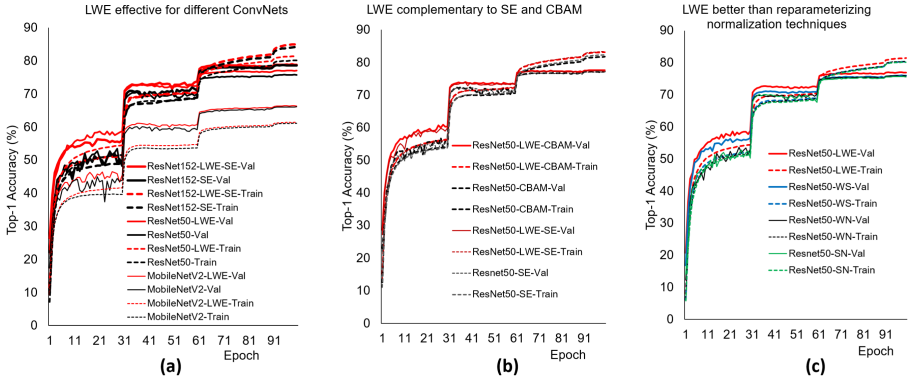 LWE effective for different ConvNets
Top-1 Accuracy (%)
90
80
70
60
50
40
30
20
10
0
ResNet152-LWE-SE-Val
ResNet152-SE-Val
ResNet152-LWE-SE-Train
ResNet152-SE-Train
ResNet50-LWE-Val
ResNet50-Val
ResNet50-LWE-Train
ResNet50-Train
MobileNetV2-LWE-Val
MobileNetV2-Val
MobileNetV2-LWE-Train
MobileNetV2-Train
1 11 21 31 41 51 61 71 81 91
Epoch
(a)
LWE complementary to SE and CBAM
Top-1 Accuracy (%)
90
80
70
60
50
40
30
20
10
0
ResNet50-LWE-CBAM-Val
ResNet50-LWE-CBAM-Train
ResNet50-CBAM-Val
ResNet50-CBAM-Train
ResNet50-LWE-SE-Val
ResNet50-LWE-SE-Train
Resnet50-SE-Val
ResNet50-SE-Train
1 11 21 31 41 51 61 71 81 91
Epoch
(b)
LWE better than reparameterizing
normalization techniques
Top-1 Accuracy (%)
90
80
70
60
50
40
30
20
10
0
ResNet50-LWE-Val
ResNet50-LWE-Train
ResNet50-WS-Val
ResNet50-WS-Train
ResNet50-WN-Val
ResNet50-WN-Train
Resnet50-SN-Val
ResNet50-SN-Train
1 11 21 31 41 51 61 71 81 91
Epoch
(c)